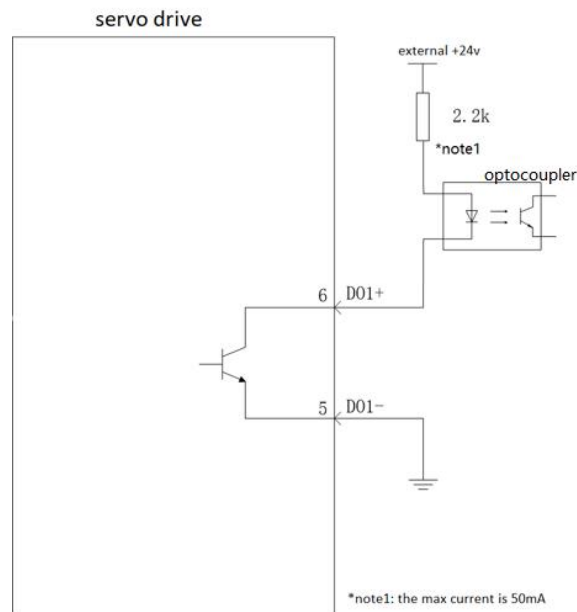 servo drive
external +24v
2.2k
*note1
optocoupler
6 DO1+
5 DO1-
*note1: the max current is 50mA